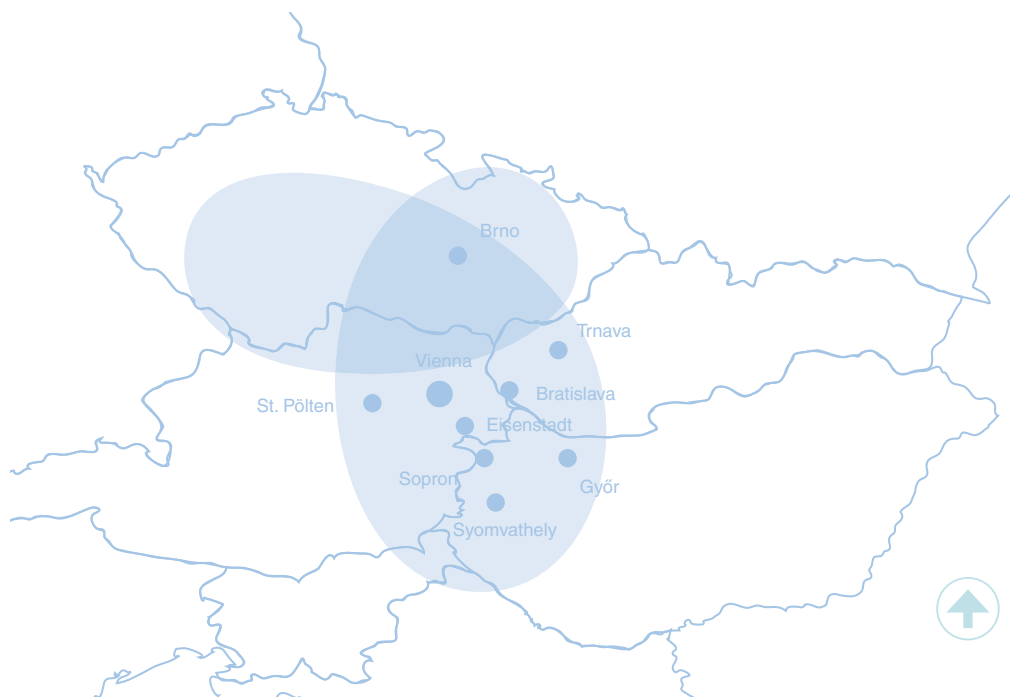 Brno
Trnava
Vienna
Bratislava
St. Pölten
Eisenstadt
Sopron
Győr
Syomvathely